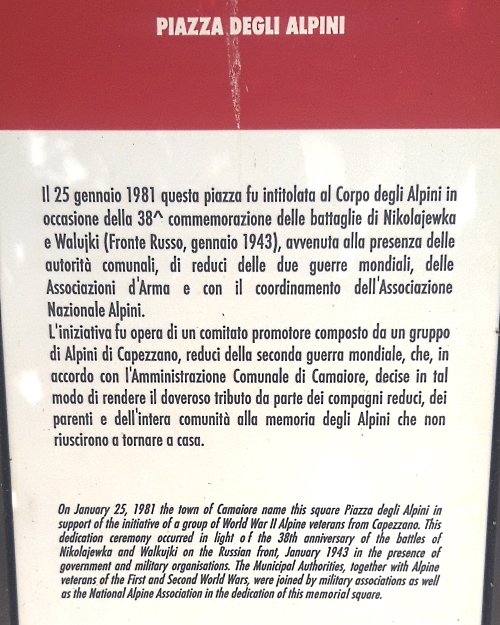 PIAZZA DEGLI ALPINI
Il 25 gennaio 1981 questa piazza fu intitolata al Corpo degli Alpini in
occasione della 38^ commemorazione delle battaglie di Nikolajewka
e Walujki (Fronte Russo, gennaio 1943), avvenuta alla presenza delle
autorità comunali, di reduci delle due guerre mondiali, delle
Associazioni d'Arma e con il coordinamento dell'Associazione
Nazionale Alpini.
L'iniziativa fu opera di un comitato promotore composto da un gruppo
di Alpini di Capezzano, reduci della seconda guerra mondiale, che, in
accordo con l'Amministrazione Comunale di Camaiore, decise in tal
modo di rendere il doveroso tributo da parte dei compagni reduci, dei
parenti e dell'intera comunità alla memoria degli Alpini che non
riuscirono a tornare a casa.
On January 25, 1981 the town of Camaiore name this square Piazza degli Alpini in
support of the initiative of a group of World War II Alpine veterans from Capezzano. This
dedication ceremony occurred in light of the 38th anniversary of the battles of
Nikolajewka and Walkujki on the Russian front, January 1943 in the presence of
government and military organisations. The Municipal Authorities, together with Alpine
veterans of the First and Second World Wars, were joined by military associations as well
as the National Alpine Association in the dedication of this memorial square.